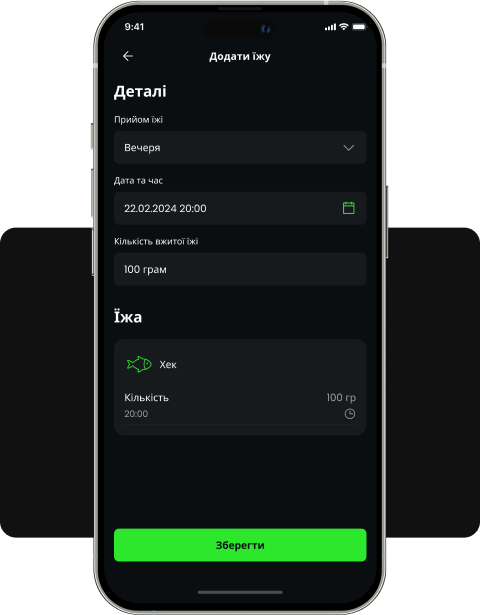 9:41
Додати їжу
Деталі
Прийом їжі
Вечеря
Дата та час
22.02.2024 20:00
Кількість вжитої їжі
100 грам
Їжа
Хек
Кількість 100 гр
20:00
Зберегти